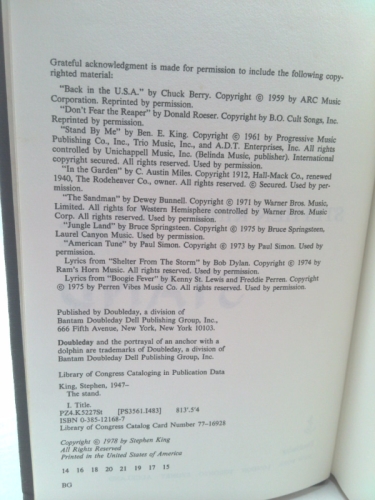 Grateful acknowledgment is made for permission to include the following copy-
righted material:
"Back in the U.S.A." by Chuck Berry. Copyright © 1959 by ARC Music
Corporation. Reprinted by permission.
"Don't Fear the Reaper" by Donald Roeser. Copyright by B.O. Cult Songs, Inc.
Reprinted by permission.
"Stand By Me" by Ben. E. King. Copyright © 1961 by Progressive Music
Publishing Co., Inc., Trio Music, Inc., and A.D.T. Enterprises, Inc. All rights
controlled by Unichappell Music, Inc. (Belinda Music, publisher). International
copyright secured. All rights reserved. Used by permission.
"In the Garden" by C. Austin Miles. Copyright 1912, Hall-Mack Co., renewed
1940, The Rodeheaver Co., owner. All rights reserved. © Secured. Used by per-
mission.
"The Sandman" by Dewey Bunnell. Copyright © 1971 by Warner Bros. Music,
Limited. All rights for Western Hemisphere controlled by Warner Bros. Music
Corp. All rights reserved. Used by permission.
"Jungle Land" by Bruce Springsteen. Copyright © 1975 by Bruce Springsteen,
Laurel Canyon Music. Used by permission.
"American Tune" by Paul Simon. Copyright © 1973 by Paul Simon. Used by
permission.
Lyrics from "Shelter From The Storm" by Bob Dylan. Copyright © 1974 by
Ram's Horn Music. All rights reserved. Used by permission.
Lyrics from "Boogie Fever" by Kenny St. Lewis and Freddie Perren. Copyright
© 1975 by Perren Vibes Music Co. All rights reserved. Used by permission.
Published by Doubleday, a division of
Bantam Doubleday Dell Publishing Group, Inc.,
666 Fifth Avenue, New York, New York 10103.
Doubleday and the portrayal of an anchor with a
dolphin are trademarks of Doubleday, a division of
Bantam Doubleday Dell Publishing Group, Inc.
Library of Congress Cataloging in Publication Data
King, Stephen, 1947–
The stand.
I. Title.
PZ4.K5227St [PS3561.I483] 813'.5'4
ISBN 0-385-12168-7
Library of Congress Catalog Card Number 77-16928
Copyright © 1978 by Stephen King
All Rights Reserved
Printed in the United States of America
14 16 18 20 21 19 17 15
BG